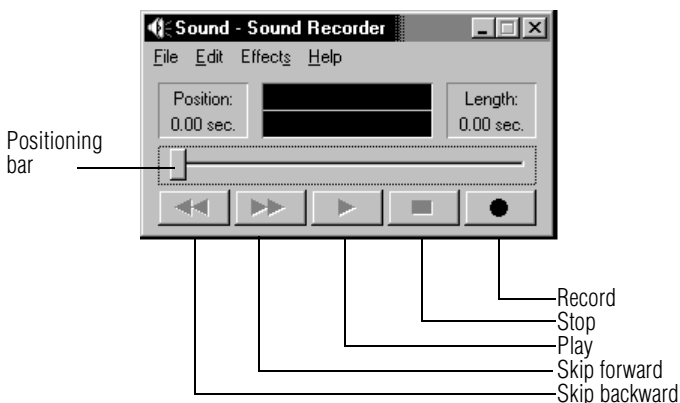 Sound - Sound Recorder
File Edit Effects Help
Position:
0.00 sec.
Length:
0.00 sec.
Positioning
bar
Record
Stop
Play
Skip forward
Skip backward